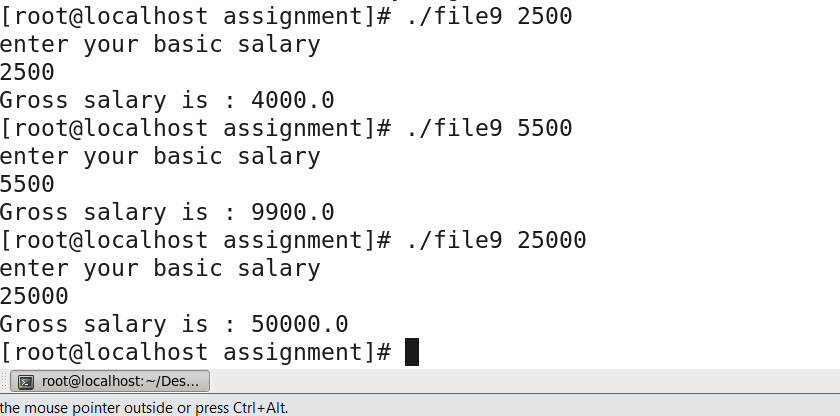 [root@localhost assignment]# ./file9 2500
enter your basic salary
2500
Gross salary is : 4000.0
[root@localhost assignment]# ./file9 5500
enter your basic salary
5500
Gross salary is : 9900.0
[root@localhost assignment]# ./file9 25000
enter your basic salary
25000
Gross salary is : 50000.0
[root@localhost assignment]#
root@localhost:~/Des...
the mouse pointer outside or press Ctrl+Alt.